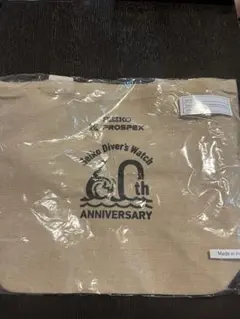 SEIKO
PROSPEX
Seiko Diver's Watch
60th
ANNIVERSARY
Made in